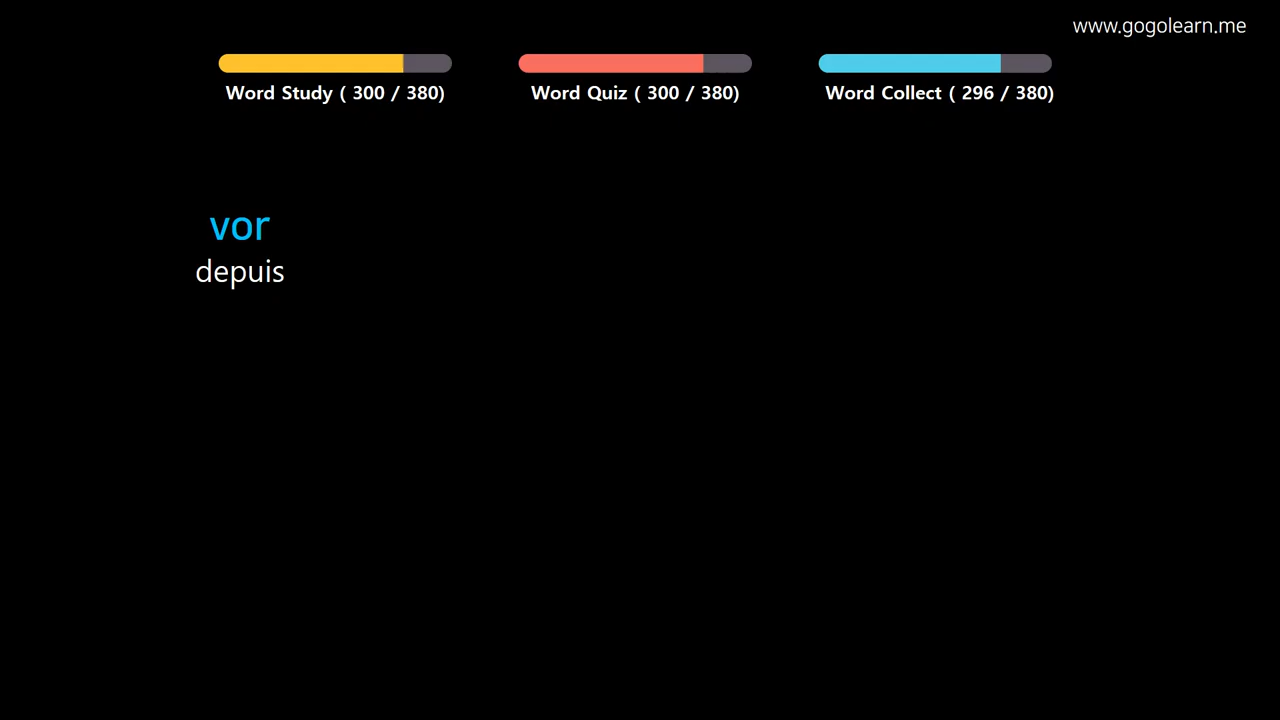 www.gogolearn.me
Word Study ( 300 / 380)
Word Quiz ( 300 / 380)
Word Collect ( 296 / 380)
vor
depuis